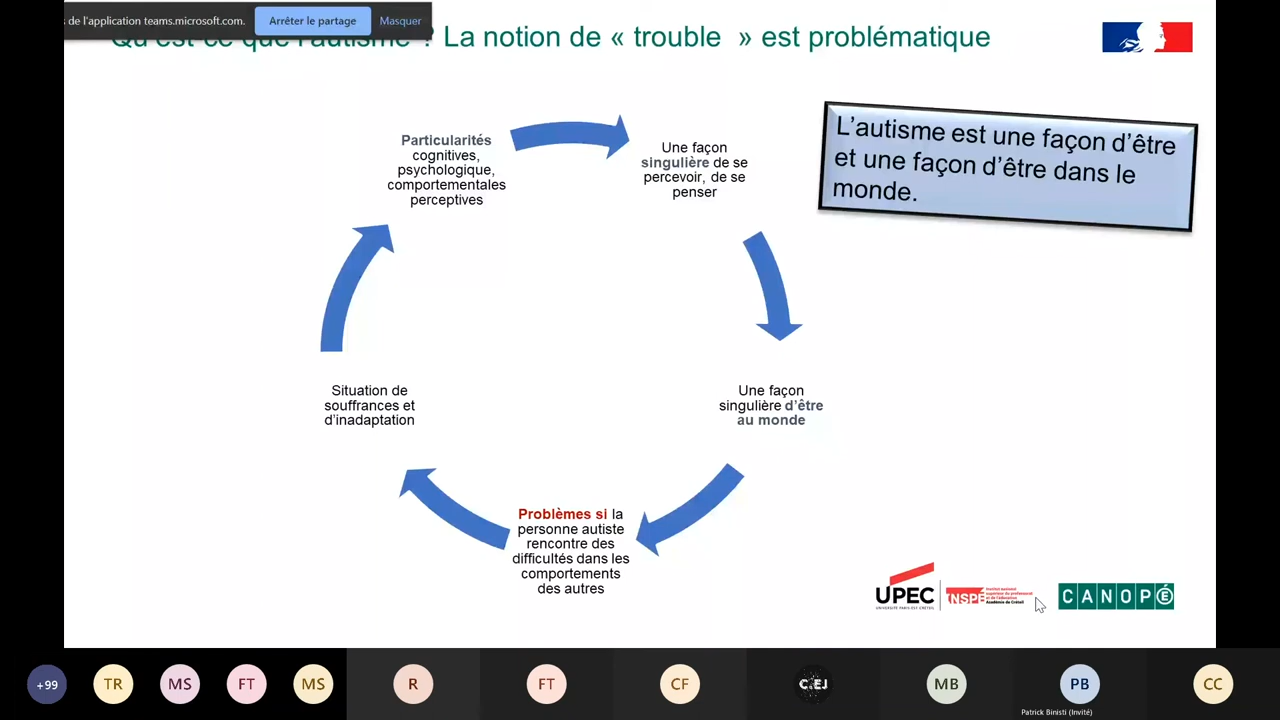 de l'application teams.microsoft.com.
Arrêter le partage
Masquer
Qu'est-ce que l'autisme ? La notion de « trouble » est problématique
L'autisme est une façon d'être
et une façon d'être dans le
monde.
Particularités
cognitives,
psychologique,
comportementales
perceptives
Une façon
singulière de se
percevoir, de se
penser
Une façon
singulière d'être
au monde
Problèmes si la
personne autiste
rencontre des
difficultés dans les
comportements
des autres
Situation de
souffrances et
d'inadaptation
UPEC
UNIVERSITÉ PARIS-EST CRÉTEIL
INSPÉ
Institut national
supérieur du professorat
et de l'éducation
Académie de Créteil
CANOPÉ
+99
TR
MS
FT
MS
R
FT
CF
MB
PB
CC
Patrick Binisti (Invité)